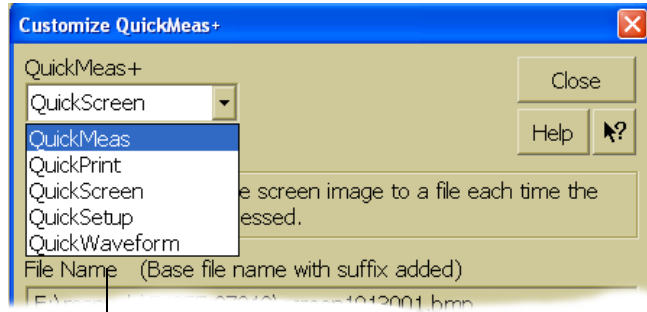 Customize QuickMeas+
QuickMeas+
Close
QuickScreen
Help
QuickMeas
QuickPrint
QuickScreen
e screen image to a file each time the
QuickSetup
essed.
QuickWaveform
File Name (Base file name with suffix added)